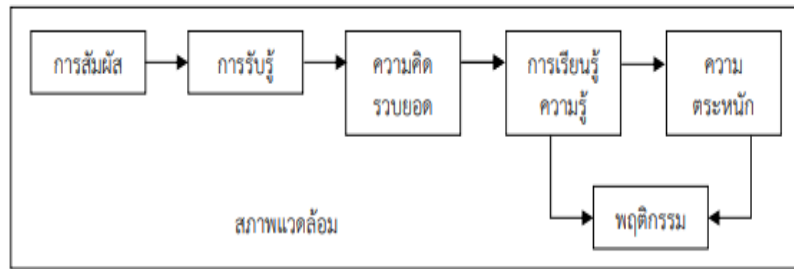 การสัมผัส
การรับรู้
ความคิด
รวบยอด
การเรียนรู้
ความรู้
ความ
ตระหนัก
พฤติกรรม
สภาพแวดล้อม